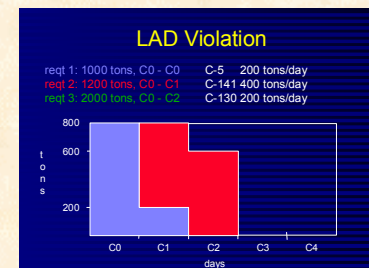 LAD Violation
reqt 1: 1000 tons, C0 - C0 C-5 200 tons/day
reqt 2: 1200 tons, C0 - C1 C-141 400 tons/day
reqt 3: 2000 tons, C0 - C2 C-130 200 tons/day
800
600
tons
200
C0 C1 C2 C3 C4
days